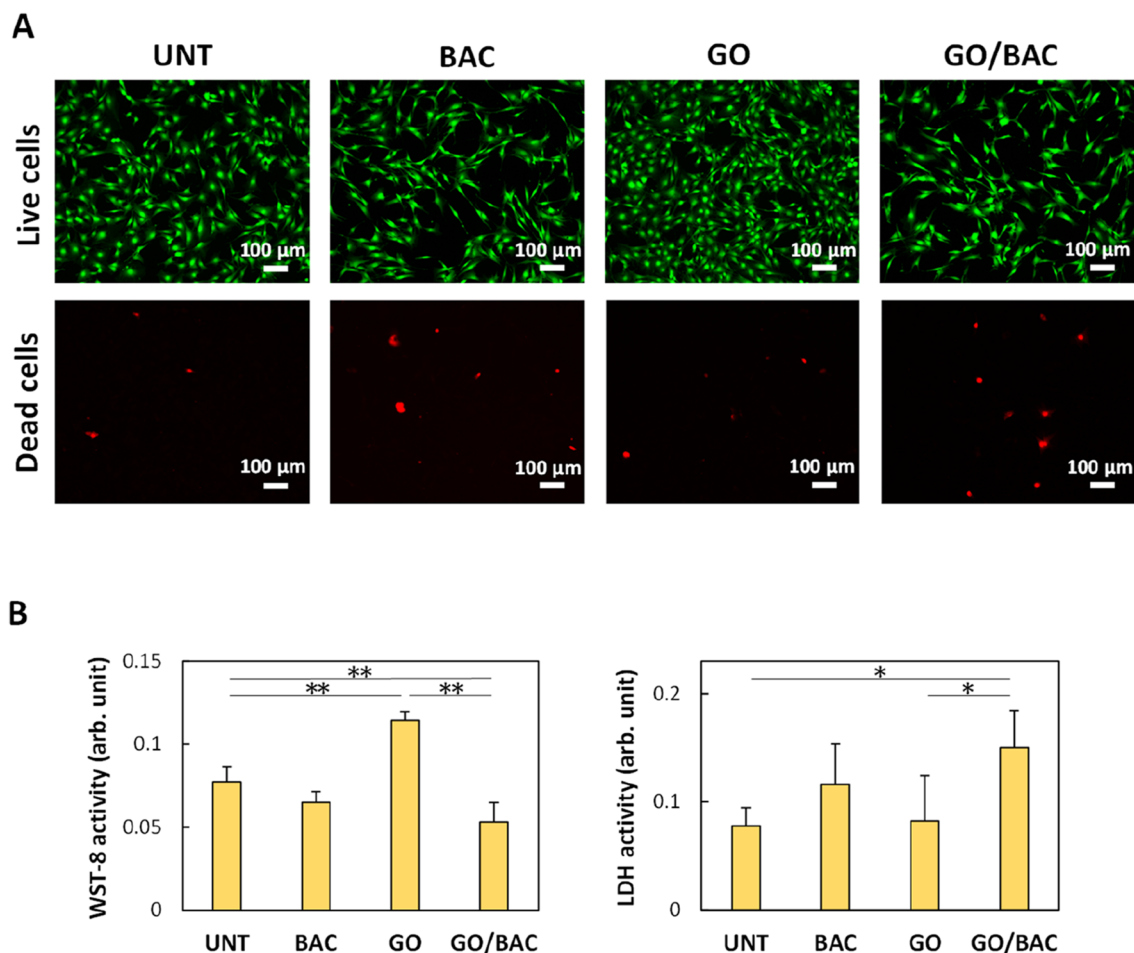 A
UNT BAC GO GO/BAC
Live cells
100 µm 100 µm 100 µm 100 µm
Dead cells
100 µm 100 µm 100 µm 100 µm
B
WST-8 activity (arb. unit)
0.15
0.1
0.05
0
**
** **
UNT BAC GO GO/BAC
LDH activity (arb. unit)
0.2
0.1
0
*
*
UNT BAC GO GO/BAC